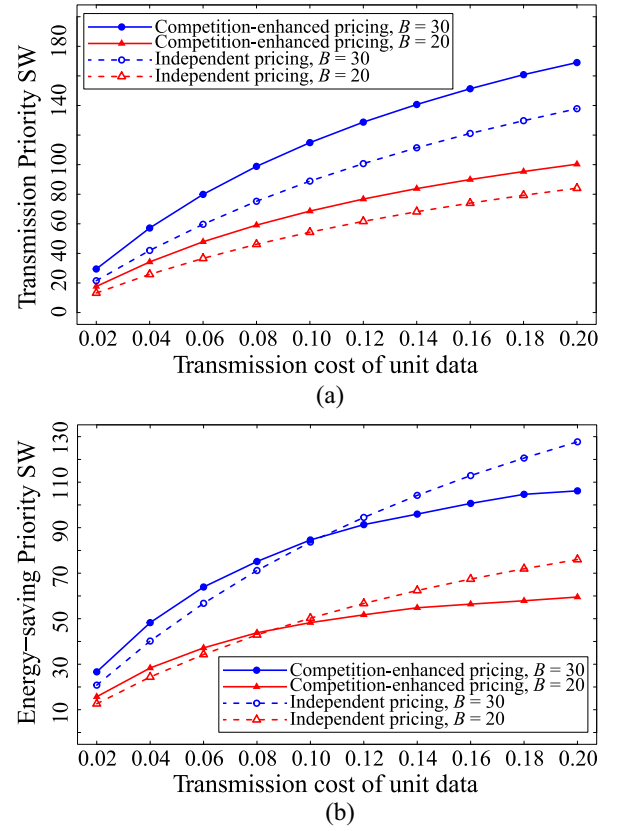 Transmission Priority SW
180
140
100
80
60
40
20
0
Competition-enhanced pricing, B = 30
Competition-enhanced pricing, B = 20
Independent pricing, B = 30
Independent pricing, B = 20
0.02 0.04 0.06 0.08 0.10 0.12 0.14 0.16 0.18 0.20
Transmission cost of unit data
(a)
Energy−saving Priority SW
130
110
90
70
50
30
10
Competition-enhanced pricing, B = 30
Competition-enhanced pricing, B = 20
Independent pricing, B = 30
Independent pricing, B = 20
0.02 0.04 0.06 0.08 0.10 0.12 0.14 0.16 0.18 0.20
Transmission cost of unit data
(b)